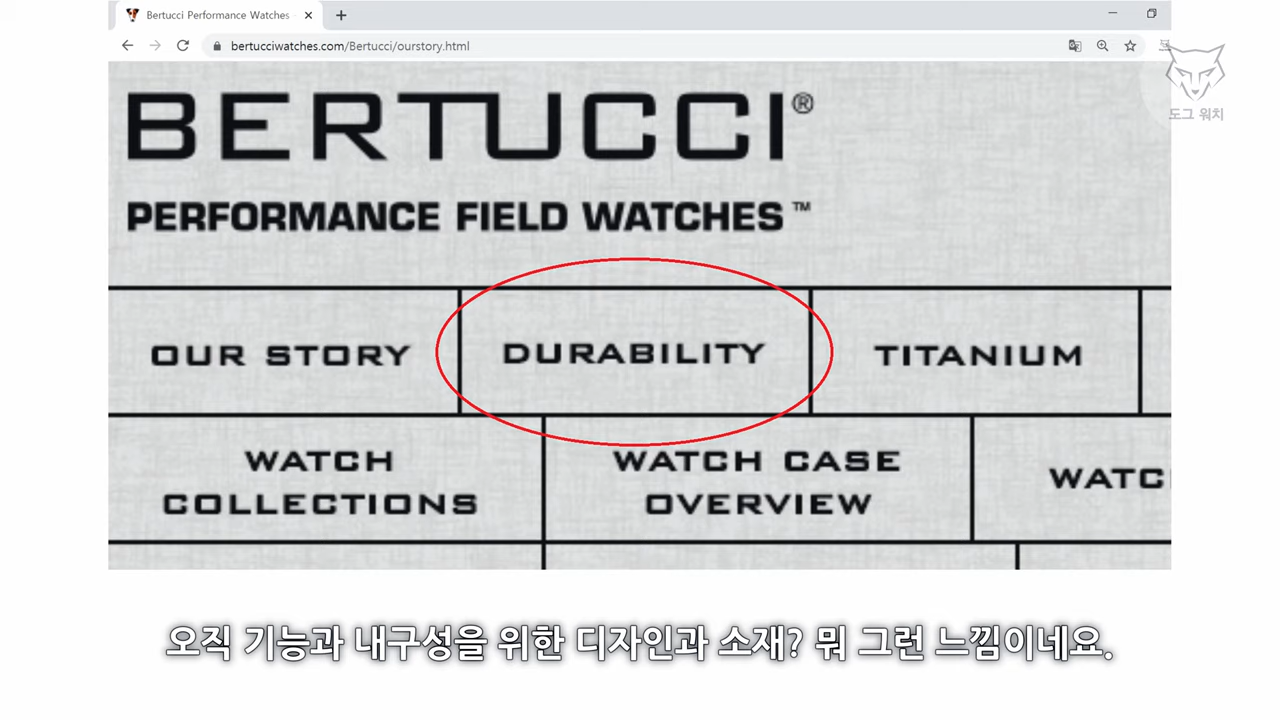 Bertucci Performance Watches
bertucciwatches.com/Bertucci/ourstory.html
도그 워치
BERTUCCI®
PERFORMANCE FIELD WATCHES™
OUR STORY
DURABILITY
TITANIUM
WATCH
COLLECTIONS
WATCH CASE
OVERVIEW
WATC
오직 기능과 내구성을 위한 디자인과 소재? 뭐 그런 느낌이네요.